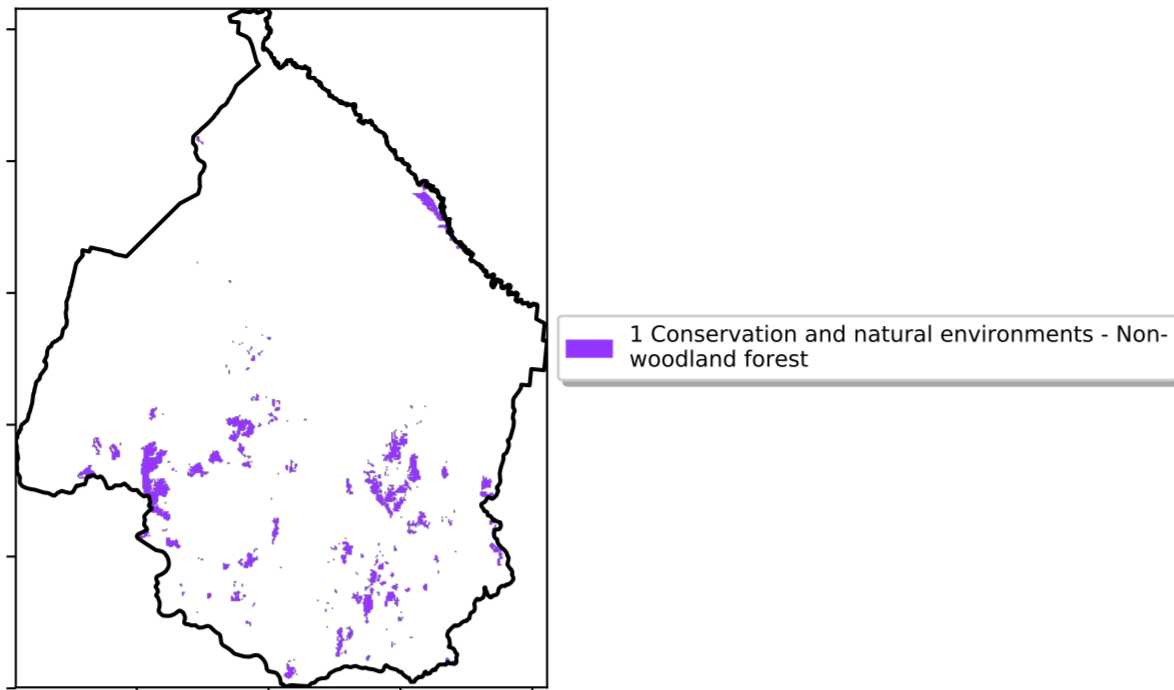 1 Conservation and natural environments - Non-
woodland forest